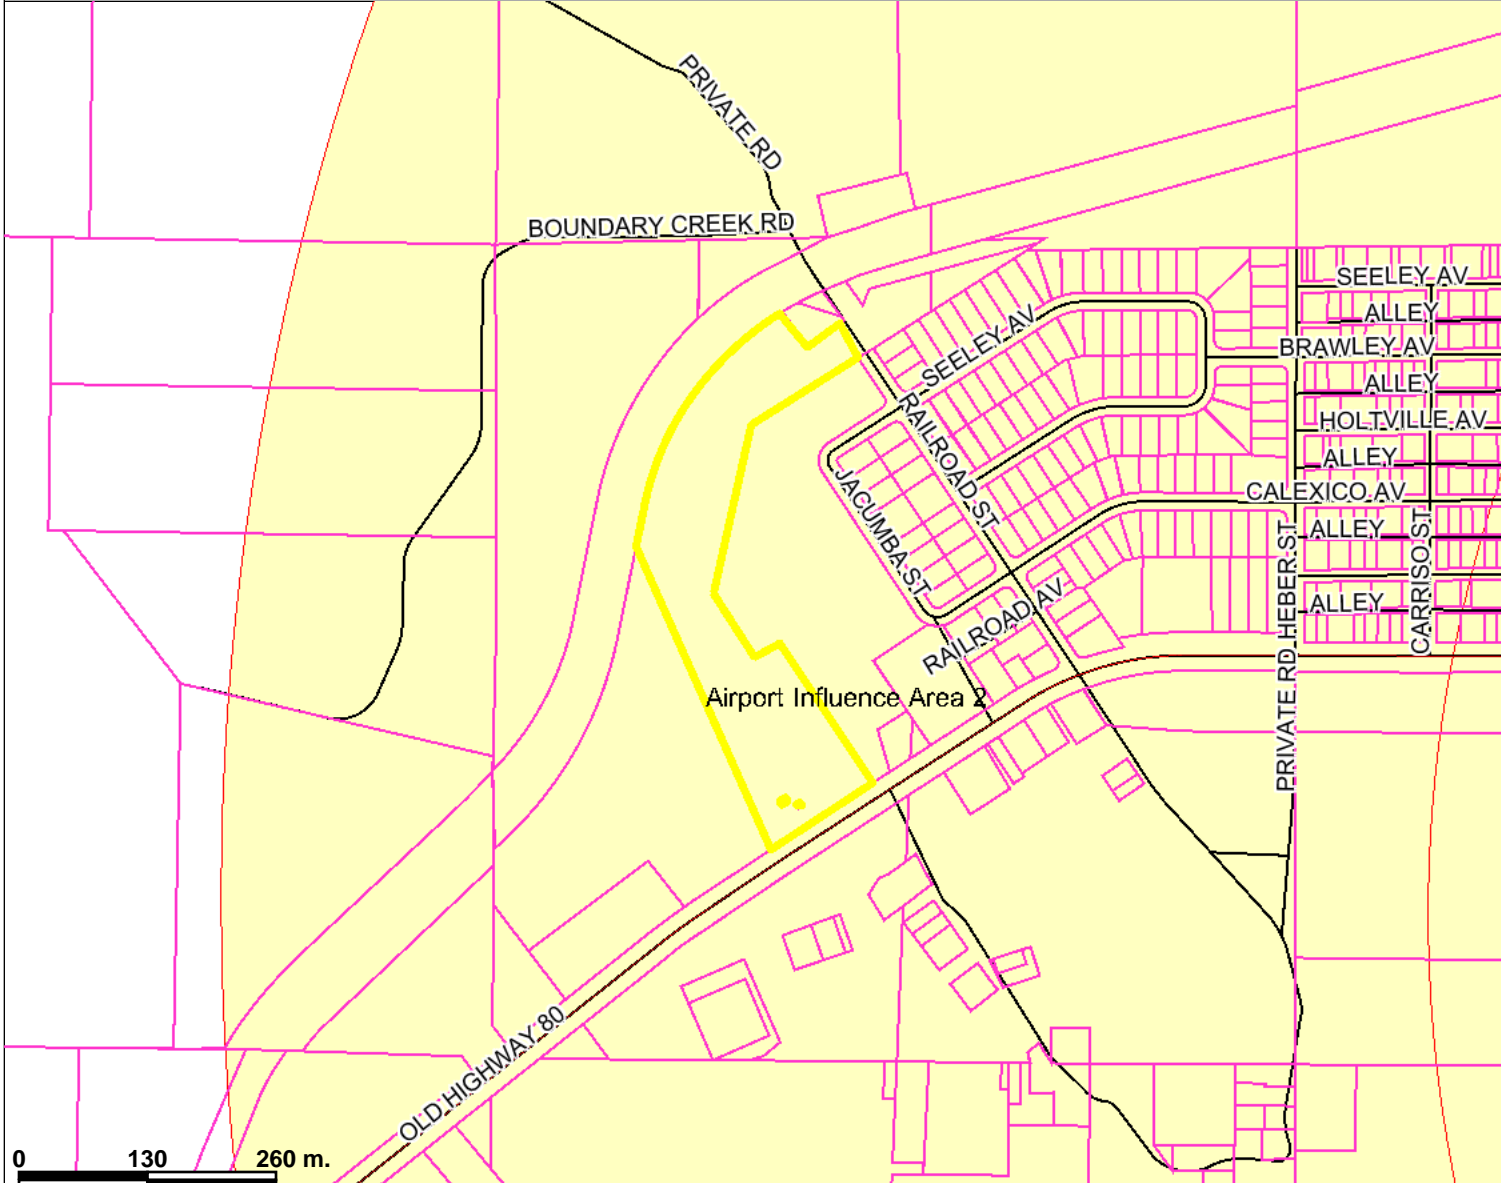 PRIVATE RD
BOUNDARY CREEK RD
SEELEY AV
SEELEY AV
ALLEY
BRAWLEY AV
ALLEY
HOLTVILLE AV
ALLEY
CALEXICO AV
ALLEY
ALLEY
RAILROAD ST
JACUMBA ST
RAILROAD AV
HEBER ST
CARRISO ST
PRIVATE RD
Airport Influence Area 2
OLD HIGHWAY 80
0 130 260 m.